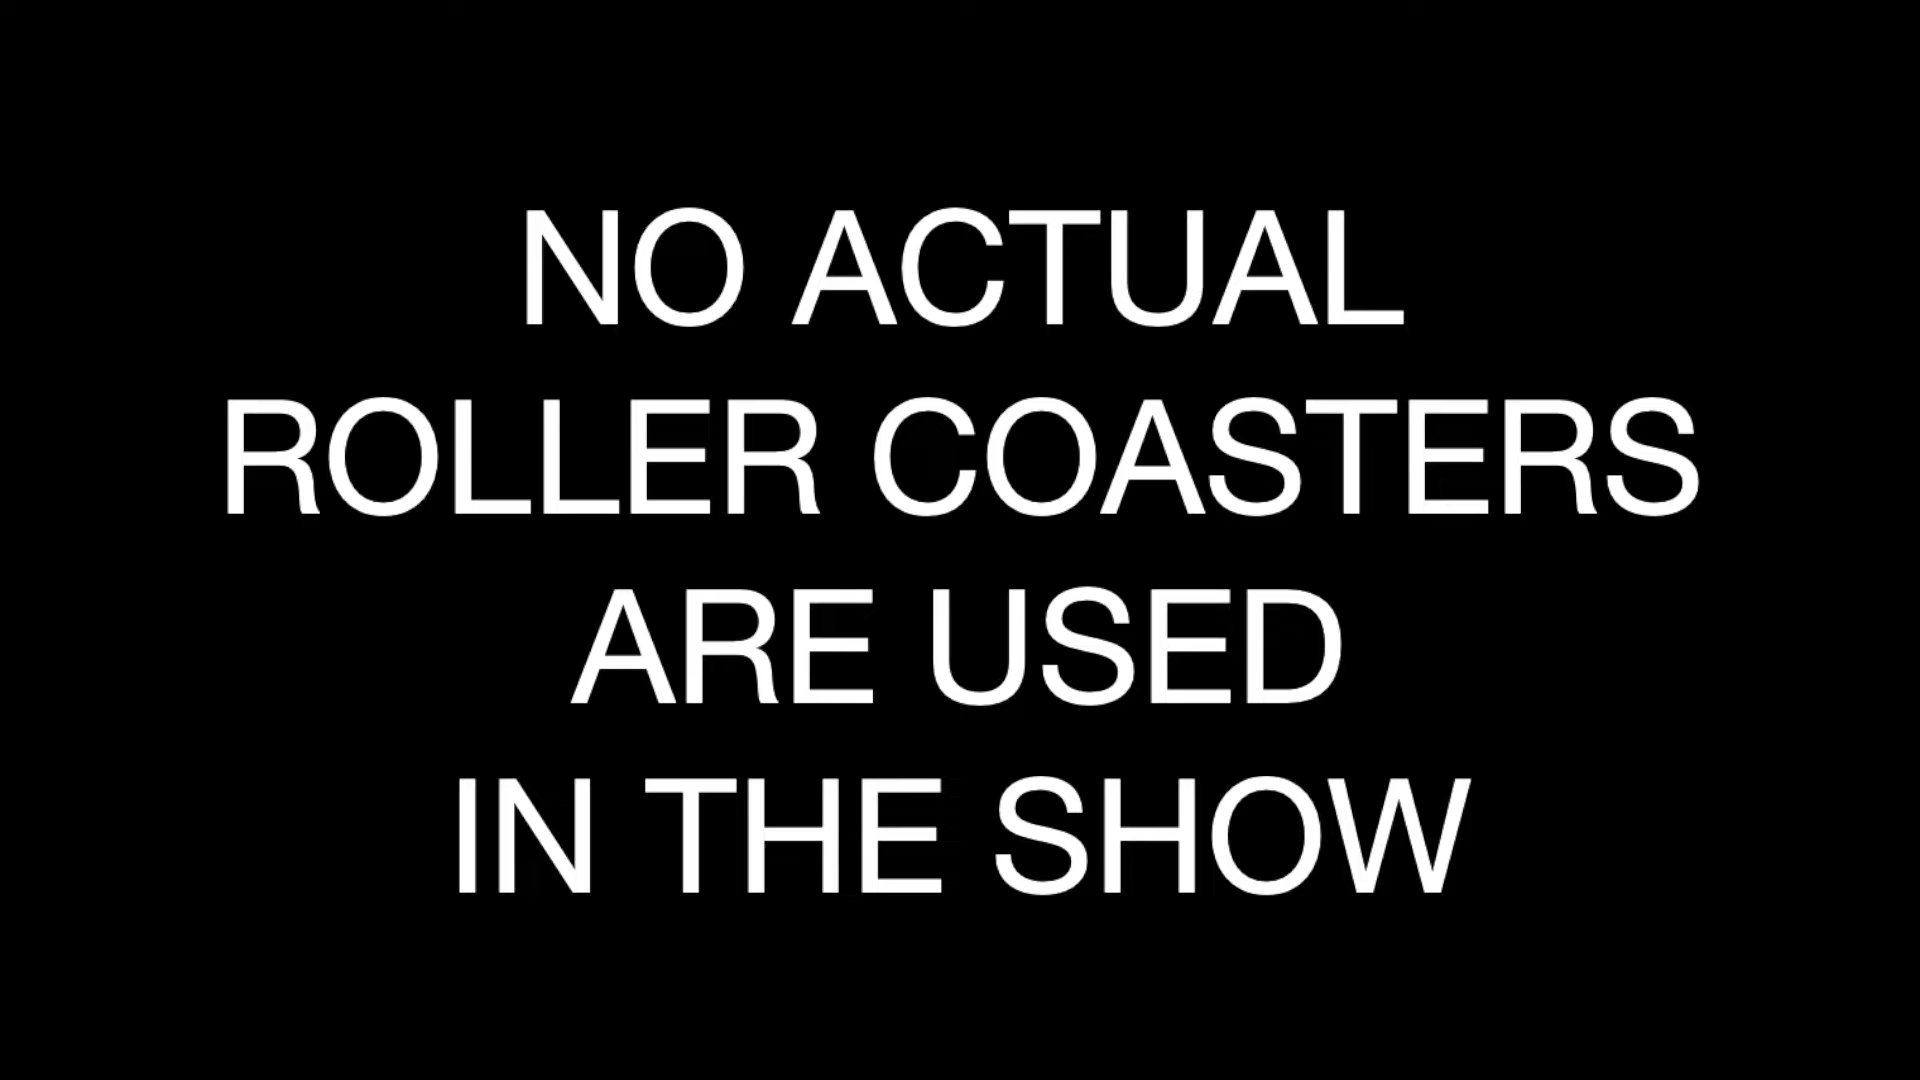 NO ACTUAL
ROLLER COASTERS
ARE USED
IN THE SHOW